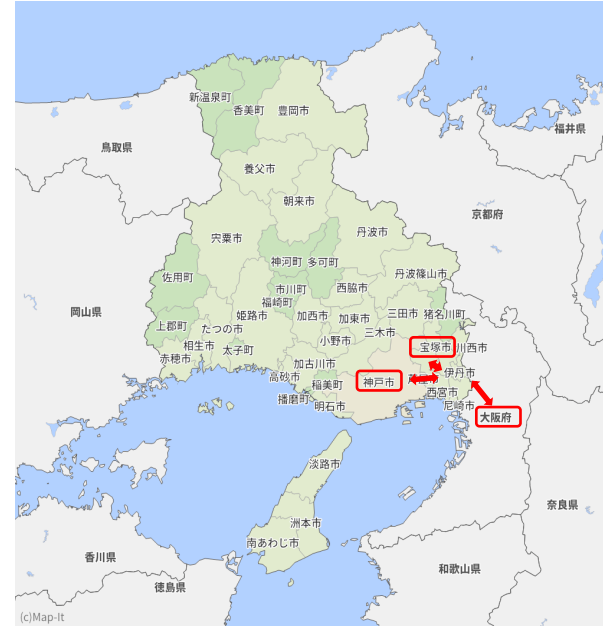 新温泉町
香美町
豊岡市
福井県
鳥取県
養父市
朝来市
京都府
宍粟市
丹波市
神河町
多可町
佐用町
丹波篠山市
市川町
西脇市
福崎町
岡山県
姫路市
加西市
加東市
三田市
猪名川町
上郡町
たつの市
三木市
相生市
太子町
小野市
宝塚市
川西市
赤穂市
加古川市
伊丹市
高砂市
稲美町
神戸市
西宮市
播磨町
明石市
尼崎市
大阪府
淡路市
奈良県
洲本市
南あわじ市
香川県
和歌山県
徳島県
(c)Map-It